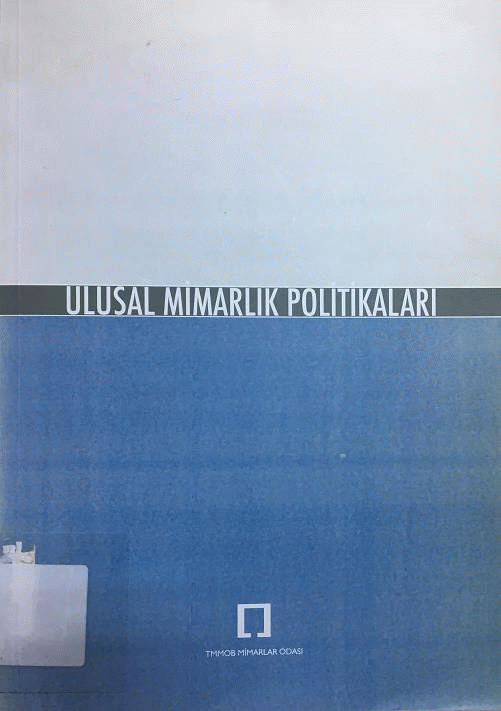 ULUSAL MİMARLIK POLİTİKALARI
TMMOB MİMARLAR ODASI